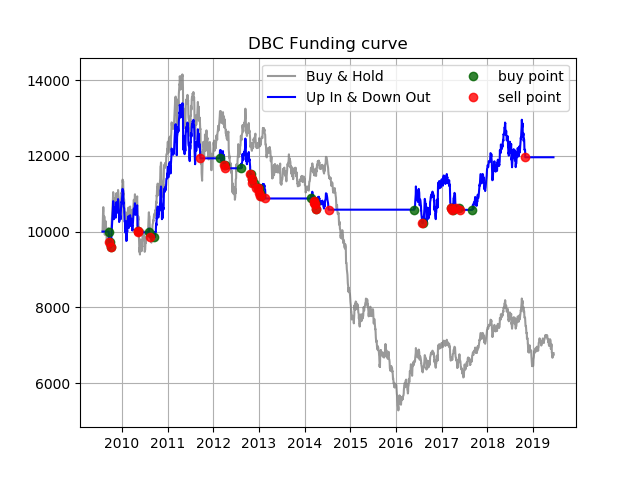 DBC Funding curve
Buy & Hold
Up In & Down Out
buy point
sell point
14000
12000
10000
8000
6000
2010 2011 2012 2013 2014 2015 2016 2017 2018 2019